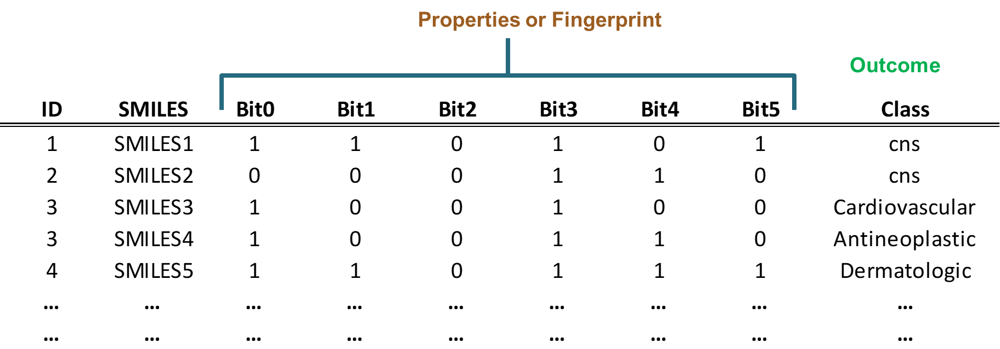 Properties or Fingerprint
Outcome
ID SMILES Bit0 Bit1 Bit2 Bit3 Bit4 Bit5 Class
1 SMILES1 1 1 0 1 0 1 cns
2 SMILES2 0 0 0 1 1 0 cns
3 SMILES3 1 0 0 1 0 0 Cardiovascular
3 SMILES4 1 0 0 1 1 0 Antineoplastic
4 SMILES5 1 1 0 1 1 1 Dermatologic
... ... ... ... ... ... ... ... ...
... ... ... ... ... ... ... ... ...